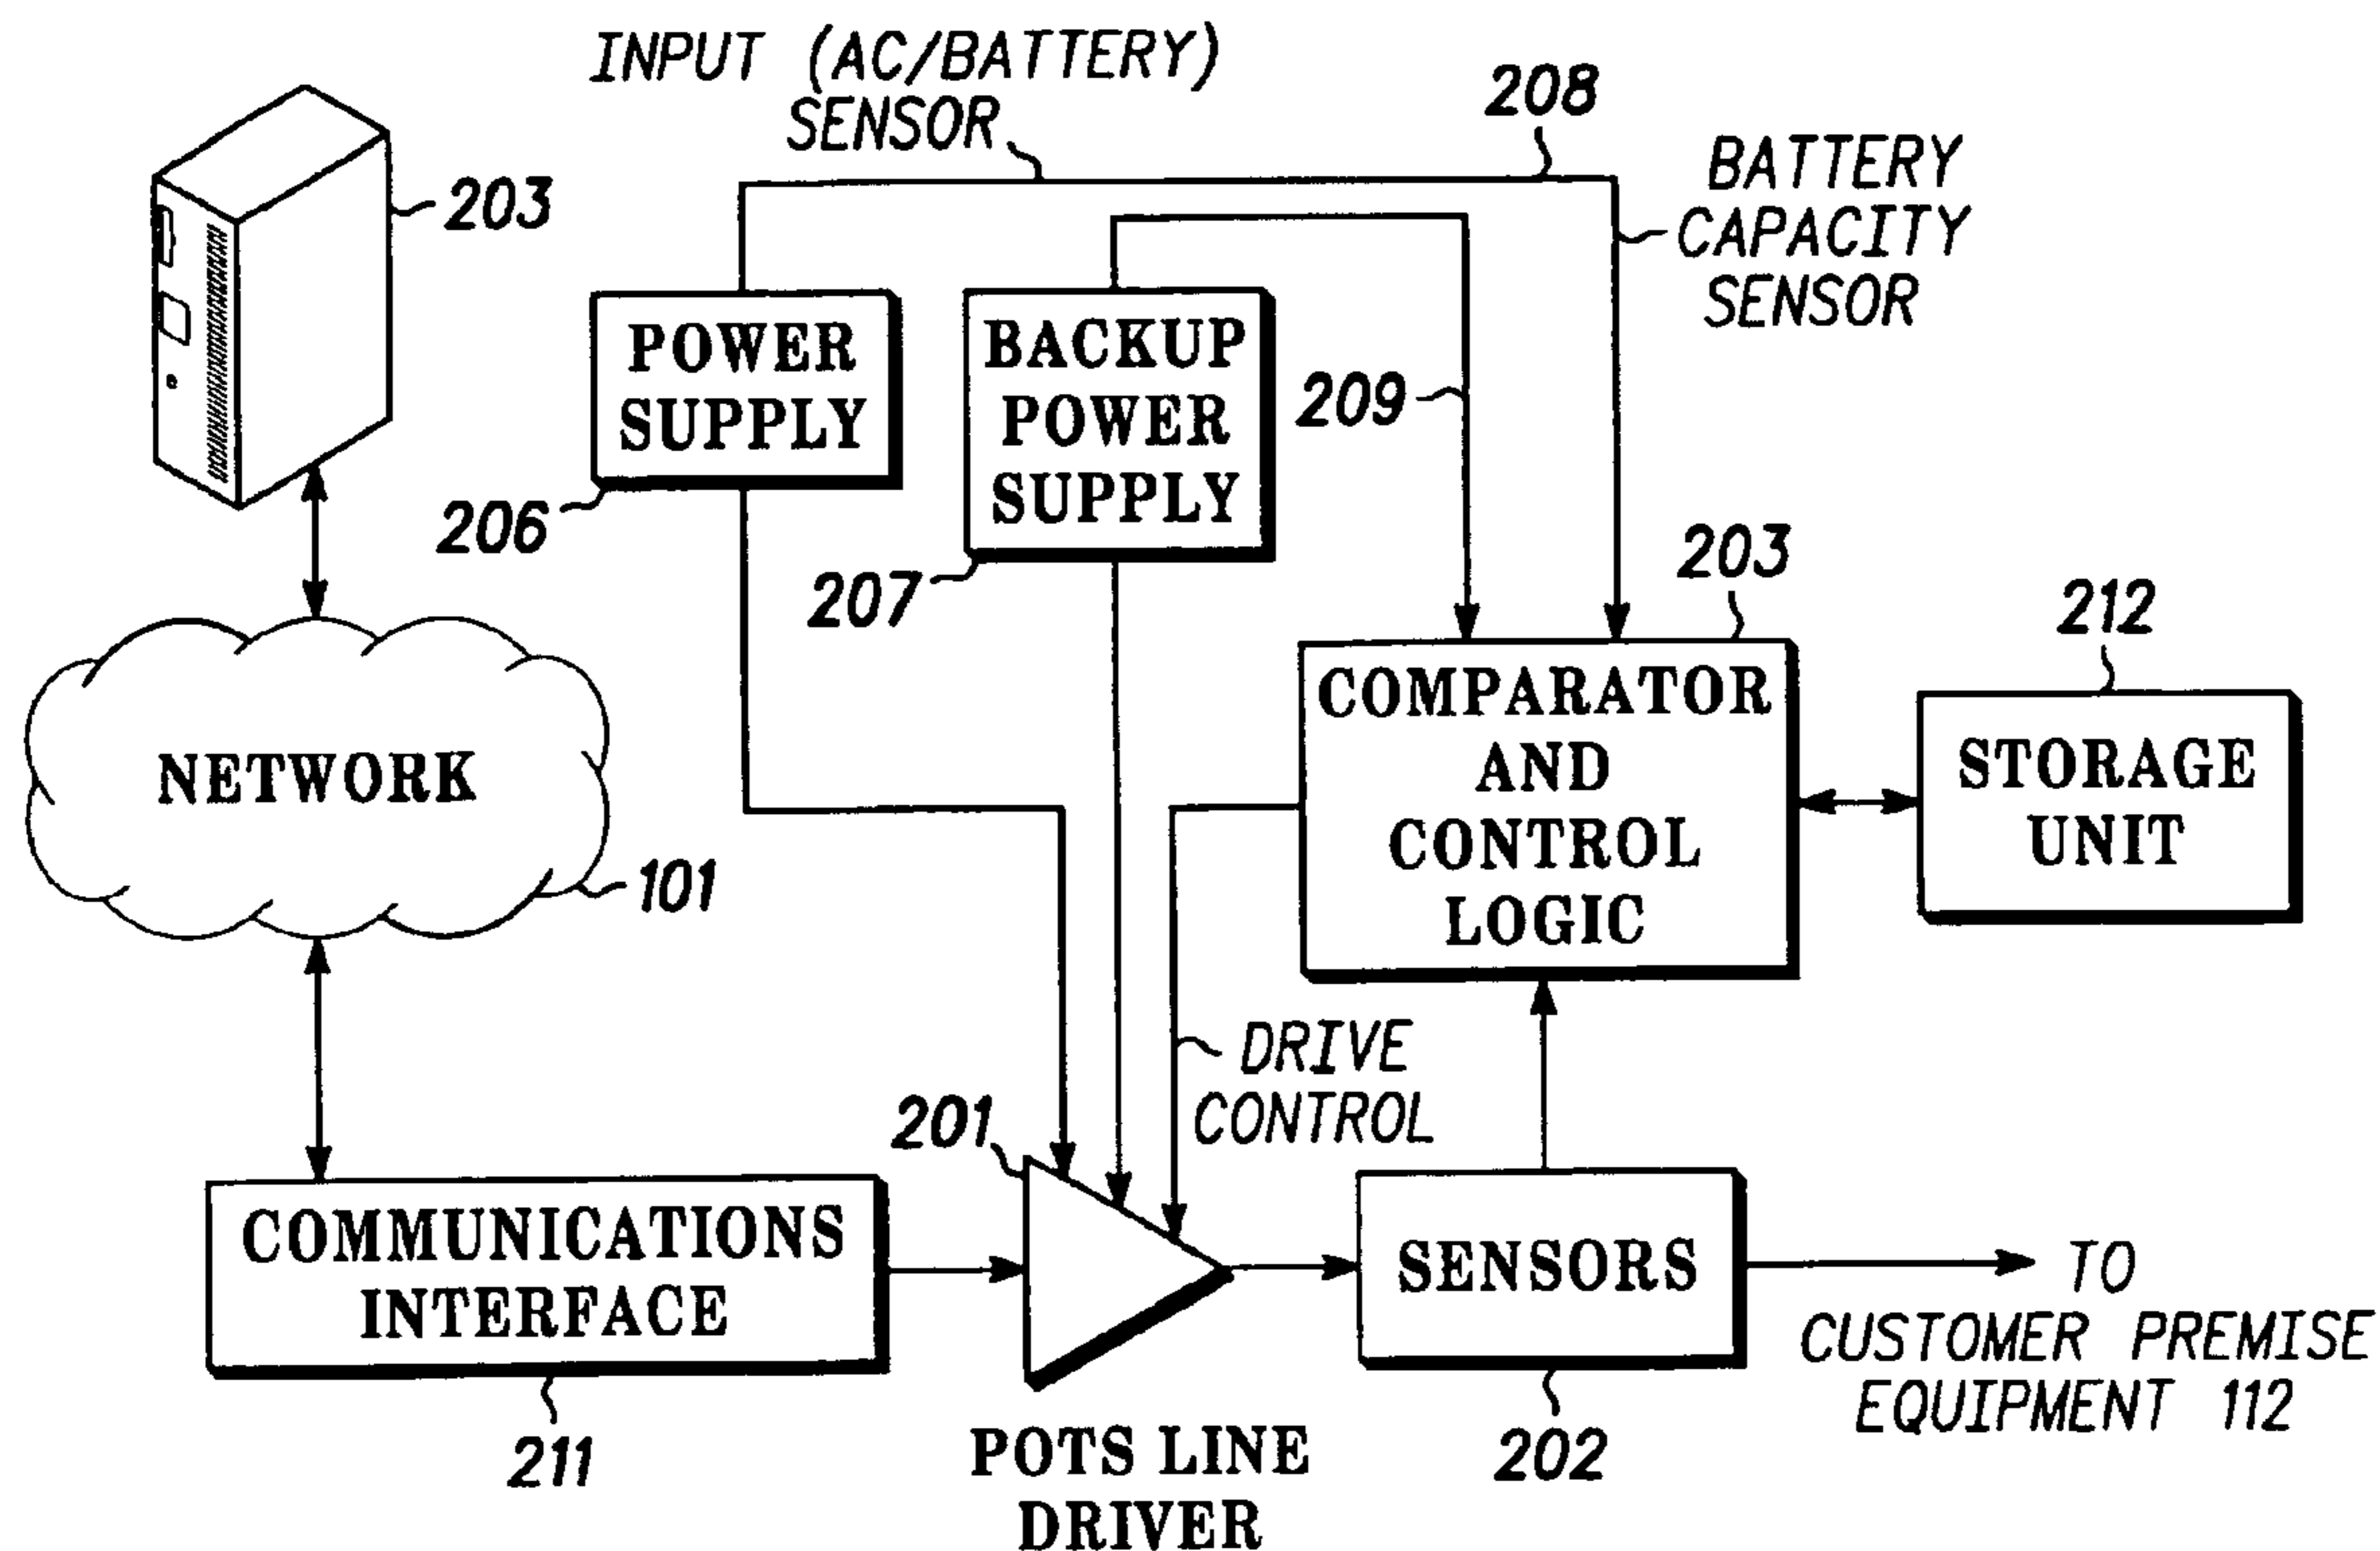 INPUT (AC/BATTERY)
SENSOR
208
BATTERY
CAPACITY
SENSOR
203
POWER
SUPPLY
206
BACKUP
POWER
SUPPLY
207
209
203
COMPARATOR
AND
CONTROL
LOGIC
212
STORAGE
UNIT
NETWORK
101
DRIVE
CONTROL
201
COMMUNICATIONS
INTERFACE
211
POTS LINE
DRIVER
SENSORS
202
TO
CUSTOMER PREMISE
EQUIPMENT 112